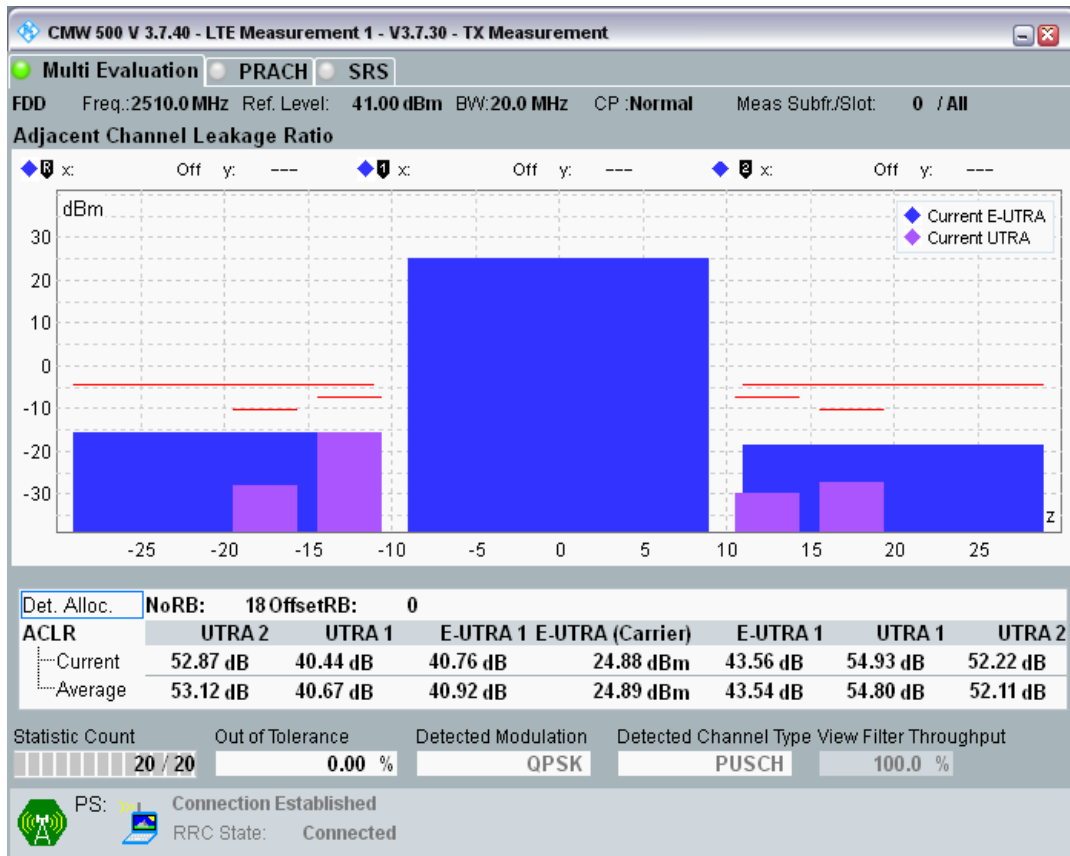 CMW 500 V 3.7.40 - LTE Measurement 1 - V3.7.30 - TX Measurement
Multi Evaluation PRACH SRS
FDD Freq.:2510.0 MHz Ref. Level: 41.00 dBm BW:20.0 MHz CP :Normal Meas Subfr./Slot: 0 / All
Adjacent Channel Leakage Ratio
R x: Off y: --- 1 x: Off y: --- 2 x: Off y: ---
dBm
Current E-UTRA
Current UTRA
30
20
10
0
-10
-20
-30
z
-25 -20 -15 -10 -5 0 5 10 15 20 25
Det. Alloc. NoRB: 18 OffsetRB: 0
ACLR UTRA 2 UTRA 1 E-UTRA 1 E-UTRA (Carrier) E-UTRA 1 UTRA 1 UTRA 2
Current 52.87 dB 40.44 dB 40.76 dB 24.88 dBm 43.56 dB 54.93 dB 52.22 dB
Average 53.12 dB 40.67 dB 40.92 dB 24.89 dBm 43.54 dB 54.80 dB 52.11 dB
Statistic Count Out of Tolerance Detected Modulation Detected Channel Type View Filter Throughput
20 / 20 0.00 % QPSK PUSCH 100.0 %
PS: Connection Established
RRC State: Connected